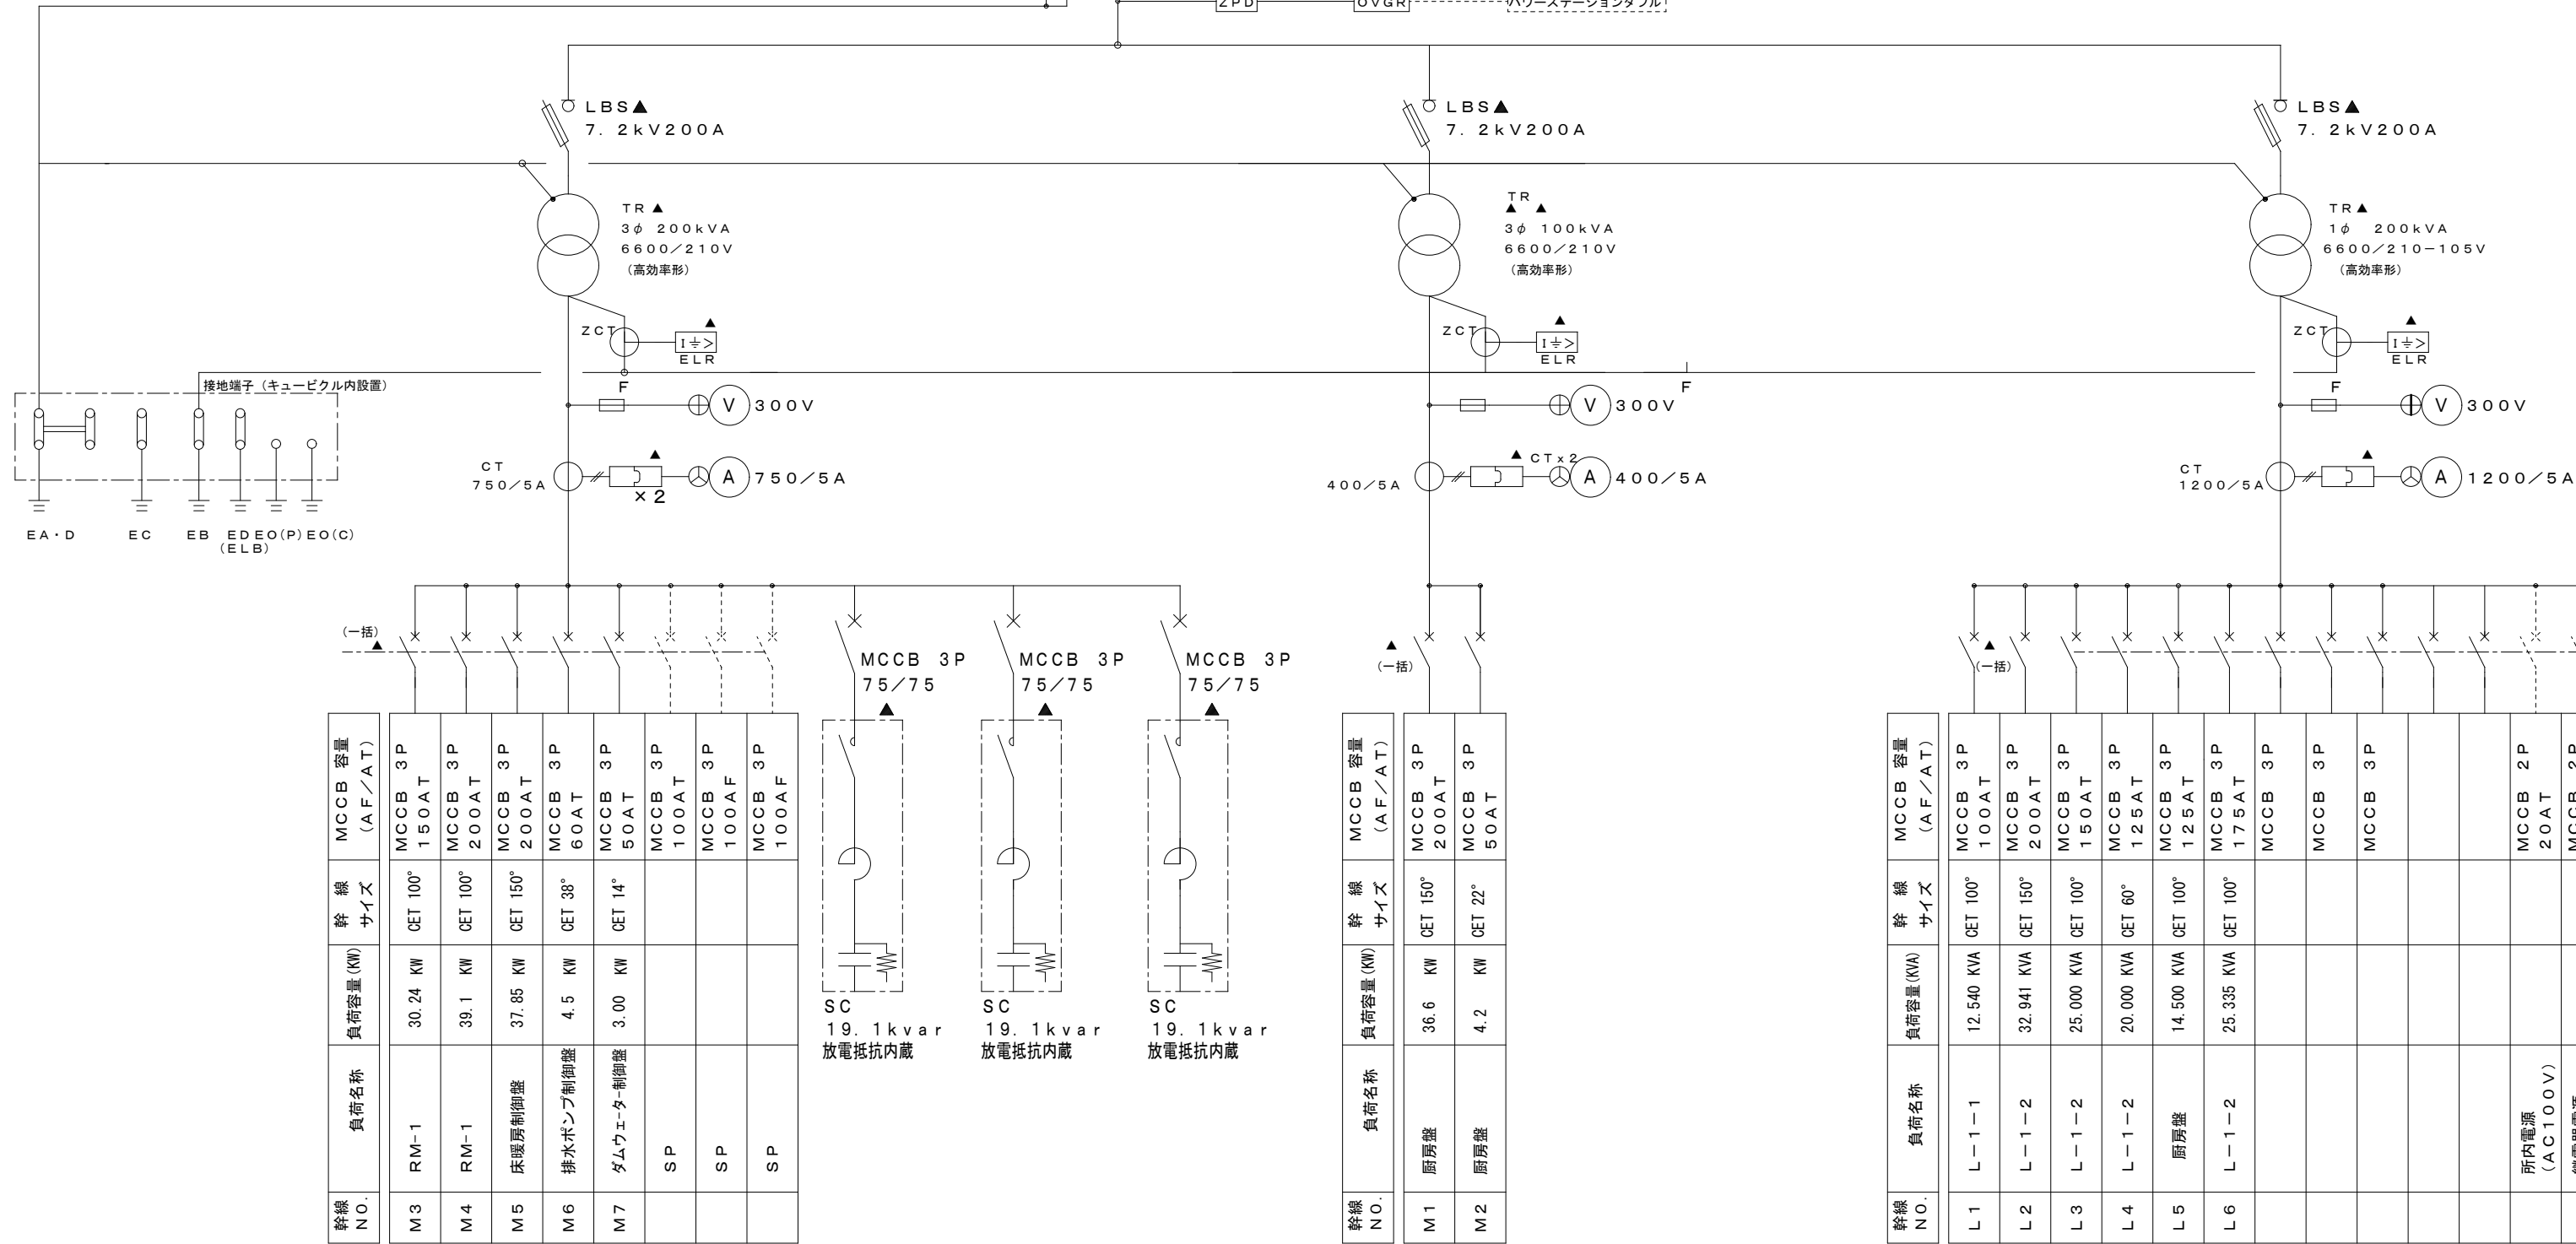 ZPD
OVGR
パワーステーションタブル
LBS▲
7.2kV200A
LBS▲
7.2kV200A
LBS▲
7.2kV200A
TR▲
3φ 200kVA
6600/210V
(高効率形)
TR
▲ ▲
3φ 100kVA
6600/210V
(高効率形)
TR▲
1φ 200kVA
6600/210-105V
(高効率形)
ZCT
▲
I⏚>
ELR
ZCT
▲
I⏚>
ELR
ZCT
▲
I⏚>
ELR
接地端子(キュービクル内設置)
F
V 300V
F
V 300V
F
V 300V
CT
750/5A
▲
×2
A 750/5A
400/5A
▲ CTx2
A 400/5A
CT
1200/5A
▲
A 1200/5A
EA・D
EC
EB
ED
(ELB)
EO(P)
EO(C)
(一括)
▲
MCCB 3P
75/75
▲
MCCB 3P
75/75
▲
MCCB 3P
75/75
▲
▲
(一括)
▲
(一括)
SC
19.1kvar
放電抵抗内蔵
SC
19.1kvar
放電抵抗内蔵
SC
19.1kvar
放電抵抗内蔵
MCCB 容量
(AF/AT)
MCCB 3P
150AT
MCCB 3P
200AT
MCCB 3P
200AT
MCCB 3P
60AT
MCCB 3P
50AT
MCCB 3P
100AT
MCCB 3P
100AF
MCCB 3P
100AF
幹 線
サイズ
CET 100°
CET 100°
CET 150°
CET 38°
CET 14°
負荷容量(KW)
30.24 KW
39.1 KW
37.85 KW
4.5 KW
3.00 KW
負荷名称
RM-1
RM-1
床暖房制御盤
排水ポンプ制御盤
ダムウェーター制御盤
SP
SP
SP
幹線
NO.
M3
M4
M5
M6
M7
MCCB 容量
(AF/AT)
MCCB 3P
200AT
MCCB 3P
50AT
幹 線
サイズ
CET 150°
CET 22°
負荷容量(KW)
36.6 KW
4.2 KW
負荷名称
厨房盤
厨房盤
幹線
NO.
M1
M2
MCCB 容量
(AF/AT)
MCCB 3P
100AT
MCCB 3P
200AT
MCCB 3P
150AT
MCCB 3P
125AT
MCCB 3P
125AT
MCCB 3P
175AT
MCCB 3P
MCCB 3P
MCCB 3P
MCCB 2P
20AT
MCCB 2P
幹 線
サイズ
CET 100°
CET 150°
CET 100°
CET 60°
CET 100°
CET 100°
負荷容量(KVA)
12.540 KVA
32.941 KVA
25.000 KVA
20.000 KVA
14.500 KVA
25.335 KVA
負荷名称
L-1-1
L-1-2
L-1-2
L-1-2
厨房盤
L-1-2
所内電源
(AC100V)
幹線
NO.
L1
L2
L3
L4
L5
L6